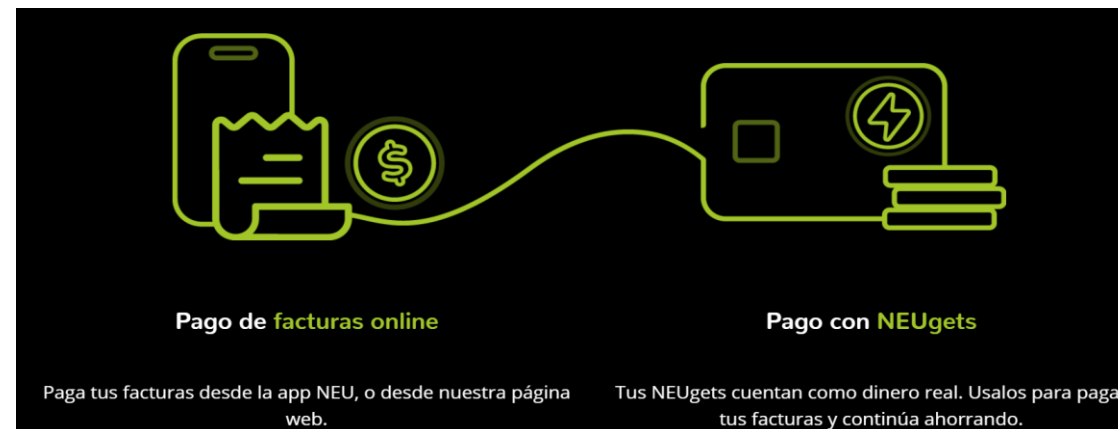 Pago de facturas online
Paga tus facturas desde la app NEU, o desde nuestra página
web.
Pago con NEUgets
Tus NEUgets cuentan como dinero real. Usalos para paga
tus facturas y continúa ahorrando.